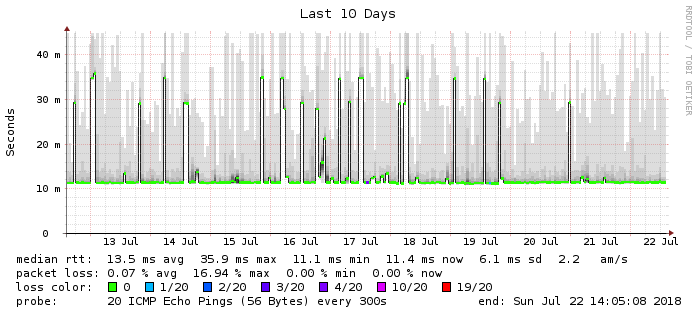 Last 10 Days
RRDTOOL / TOBI OETIKER
Seconds
40 m
30 m
20 m
10 m
0
13 Jul 14 Jul 15 Jul 16 Jul 17 Jul 18 Jul 19 Jul 20 Jul 21 Jul 22 Jul
median rtt: 13.5 ms avg 35.9 ms max 11.1 ms min 11.4 ms now 6.1 ms sd 2.2 am/s
packet loss: 0.07 % avg 16.94 % max 0.00 % min 0.00 % now
loss color: 0 1/20 2/20 3/20 4/20 10/20 19/20
probe: 20 ICMP Echo Pings (56 Bytes) every 300s end: Sun Jul 22 14:05:08 2018